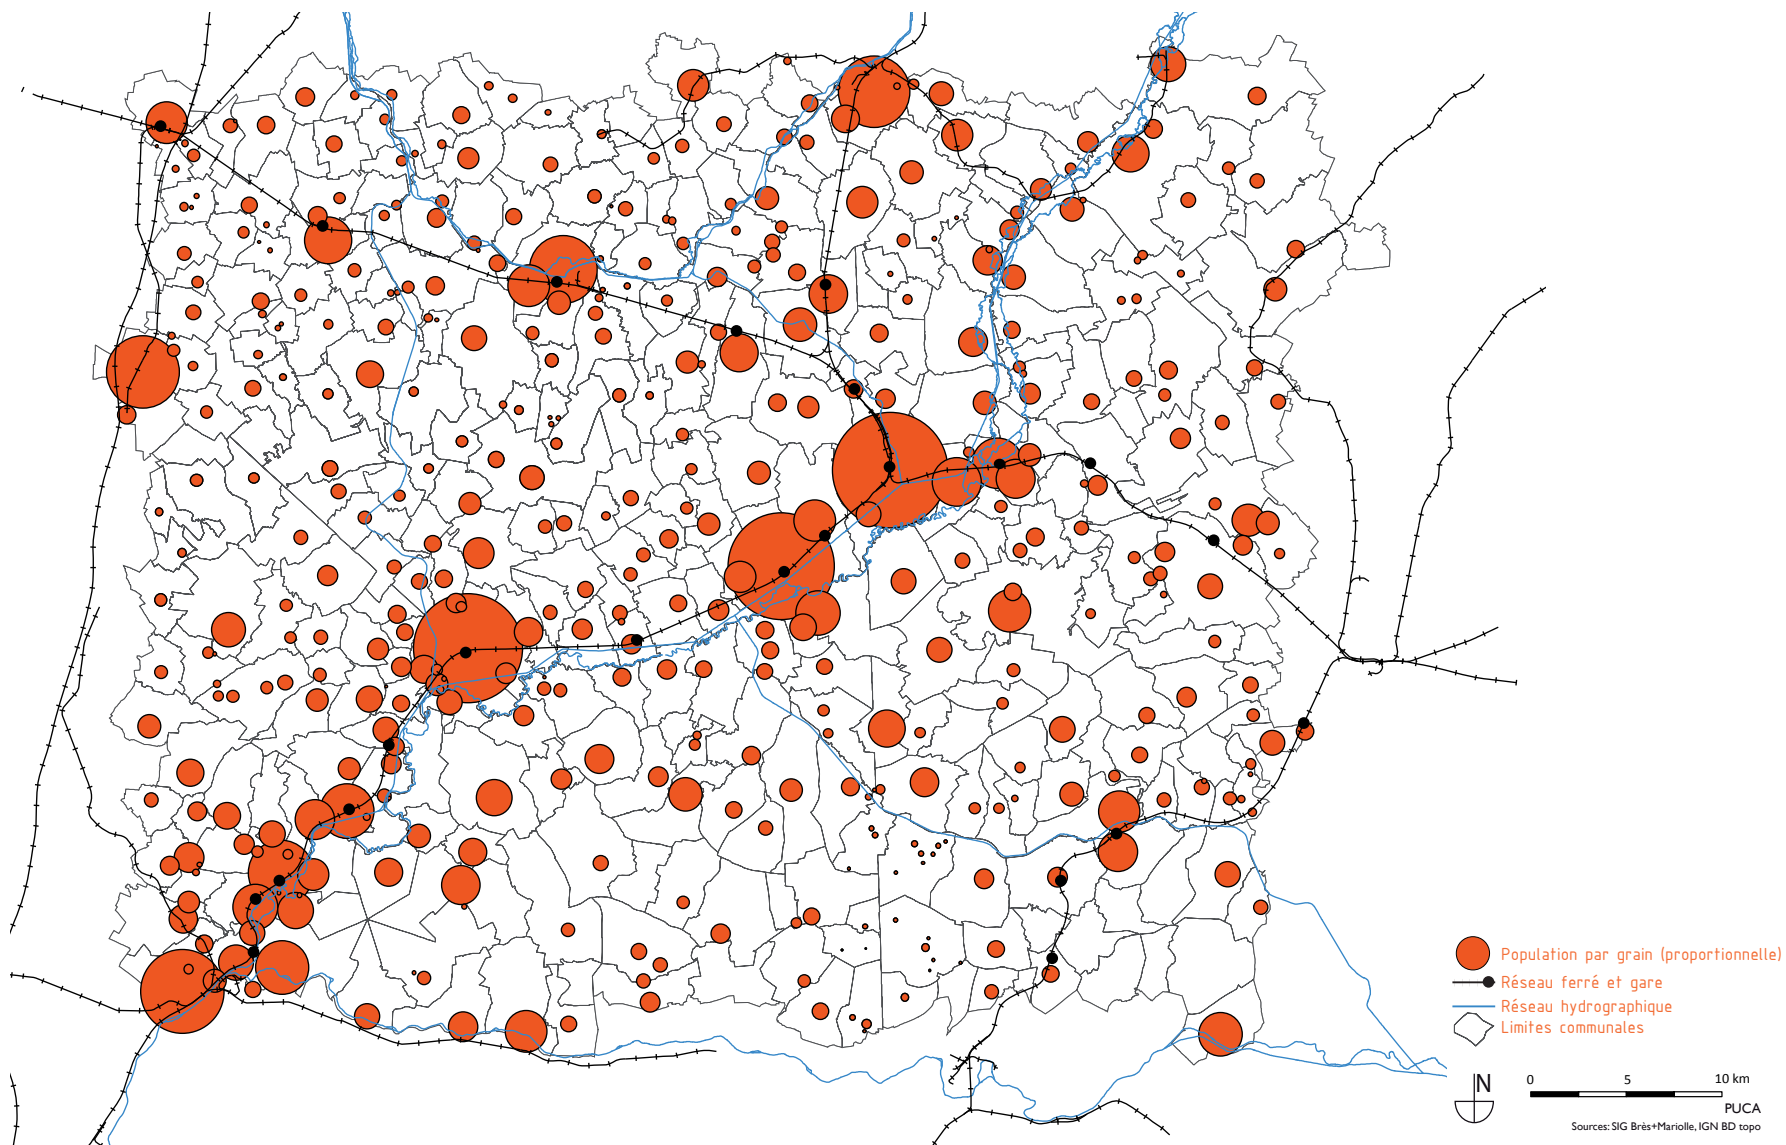 Population par grain (proportionnelle)
Réseau ferré et gare
Réseau hydrographique
Limites communales
N
0 5 10 km
PUCA
Sources: SIG Brès+Mariolle, IGN BD topo